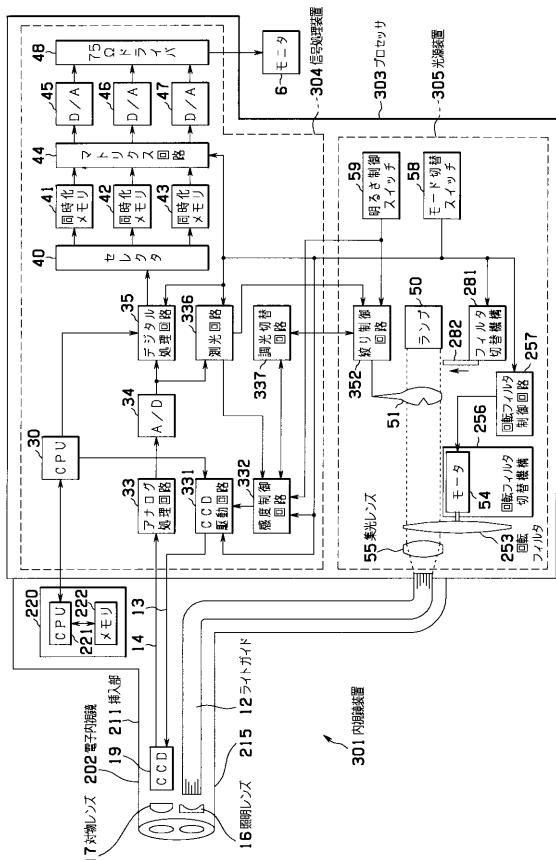 304 信号処理装置
303 プロセッサ
305 光源装置
48
75Ω ドライバ
6
モニタ
45
D/A
46
D/A
47
D/A
44
マトリクス回路
41
同時化メモリ
42
同時化メモリ
43
同時化メモリ
40
セレクタ
35
デジタル処理回路
336
測光回路
337
調光切替回路
34
A/D
30
CPU
33
アナログ処理回路
331
CCD駆動回路
332
感度制御回路
59
明るさ制御スイッチ
58
モード切替スイッチ
352
絞り制御回路
50
ランプ
51
281
フィルタ切替機構
282
257
回転フィルタ制御回路
256
回転フィルタ切替機構
54
モータ
55 集光レンズ
253
回転フィルタ
220
CPU
221
222
メモリ
13
14
12 ライトガイド
211 挿入部
202 電子内視鏡
19
CCD
215
17 対物レンズ
16 照明レンズ
301 内視鏡装置